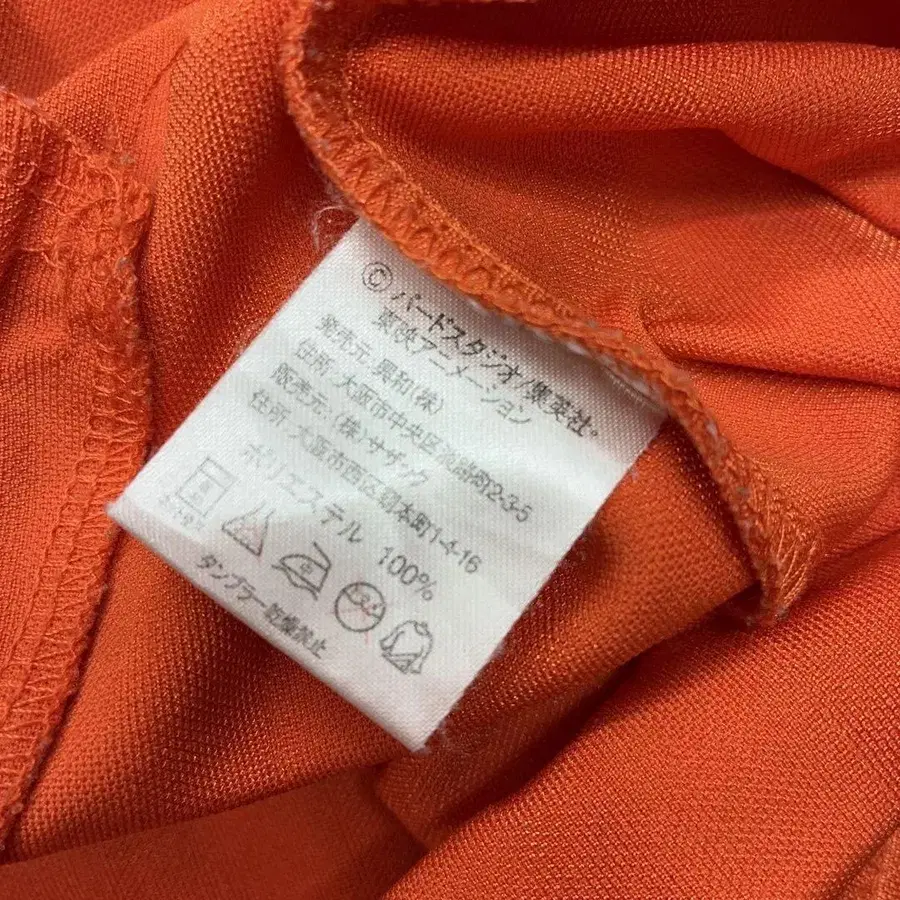 © バードスタジオ/集英社。
東映アニメーション
発売元、興和(株)
住所 大阪市中央区淡路町2-3-5
販売元、(株)サザック
住所 大阪市西区靱本町1-4-16
ポリエステル 100%
タンブラー乾燥禁止